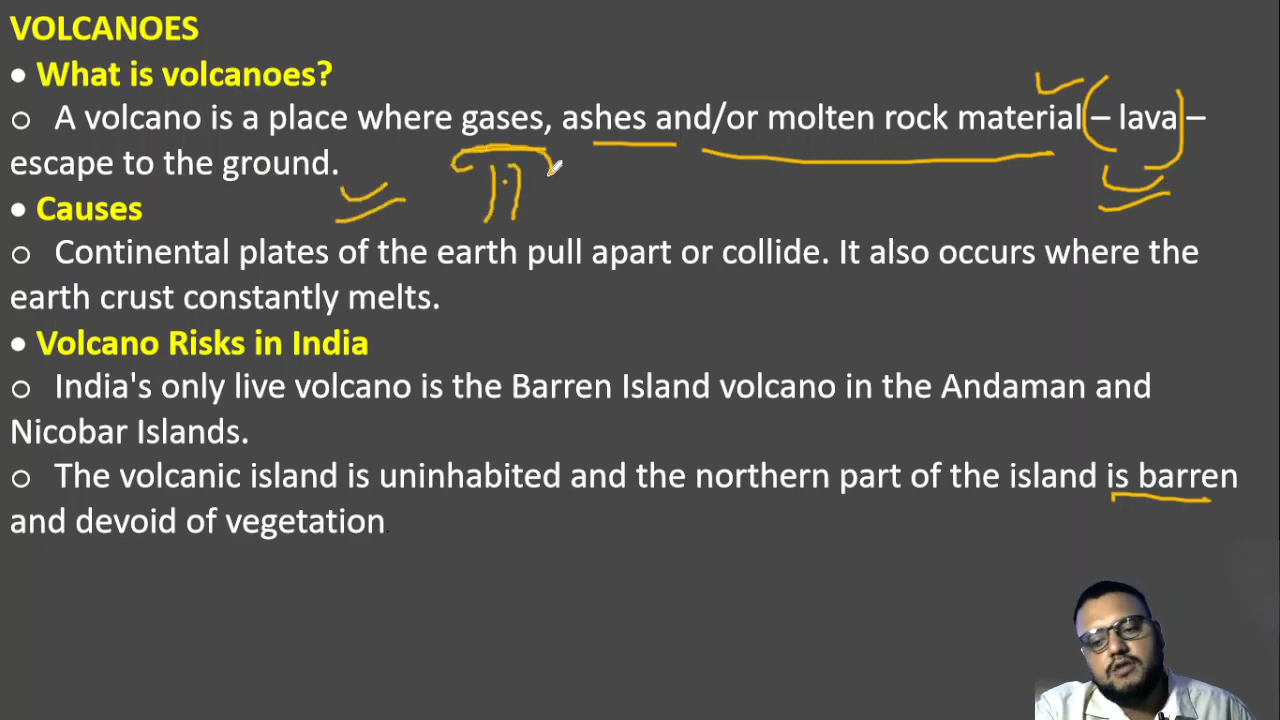 VOLCANOES
• What is volcanoes?
○ A volcano is a place where gases, ashes and/or molten rock material – lava –
escape to the ground.
• Causes
○ Continental plates of the earth pull apart or collide. It also occurs where the
earth crust constantly melts.
• Volcano Risks in India
○ India's only live volcano is the Barren Island volcano in the Andaman and
Nicobar Islands.
○ The volcanic island is uninhabited and the northern part of the island is barren
and devoid of vegetation